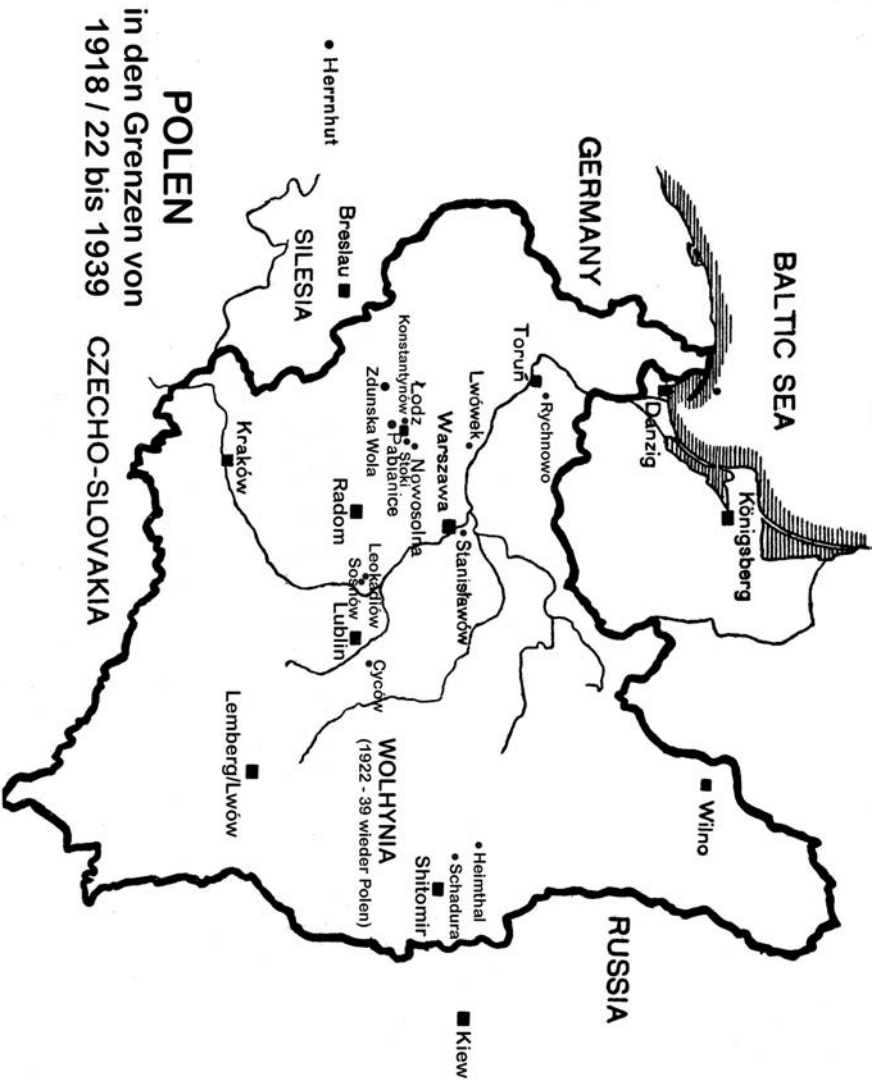 BALTIC SEA
GERMANY
RUSSIA
Königsberg
Danzig
Wilno
Rychnowo
Toruń
Lwówek
Warszawa
Stanisławów
Heimthal
Schadura
Shitomir
Kiew
Nowosolna
Stoki
Łodz
Konstantynów
Pabianice
Zdunska Wola
WOLHYNIA
(1922 - 39 wieder Polen)
Cyców
Radom
Leokadiów
Sosnów
Lublin
Breslau
SILESIA
Herrnhut
Kraków
Lemberg/Lwów
CZECHO-SLOVAKIA
POLEN
in den Grenzen von
1918 / 22 bis 1939